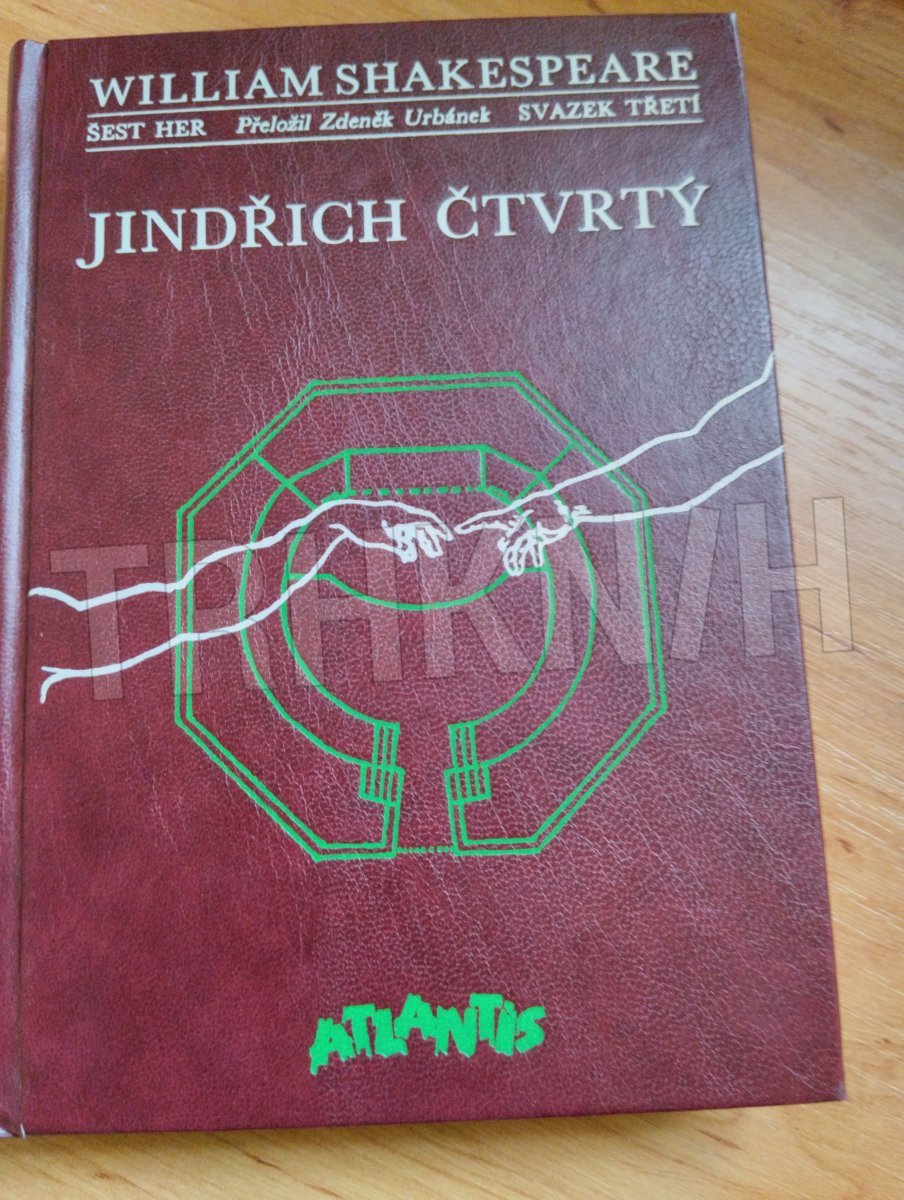 WILLIAM SHAKESPEARE
ŠEST HER Přeložil Zdeněk Urbánek SVAZEK TŘETÍ
JINDŘICH ČTVRTÝ
TRHKNIH
ATLANTIS